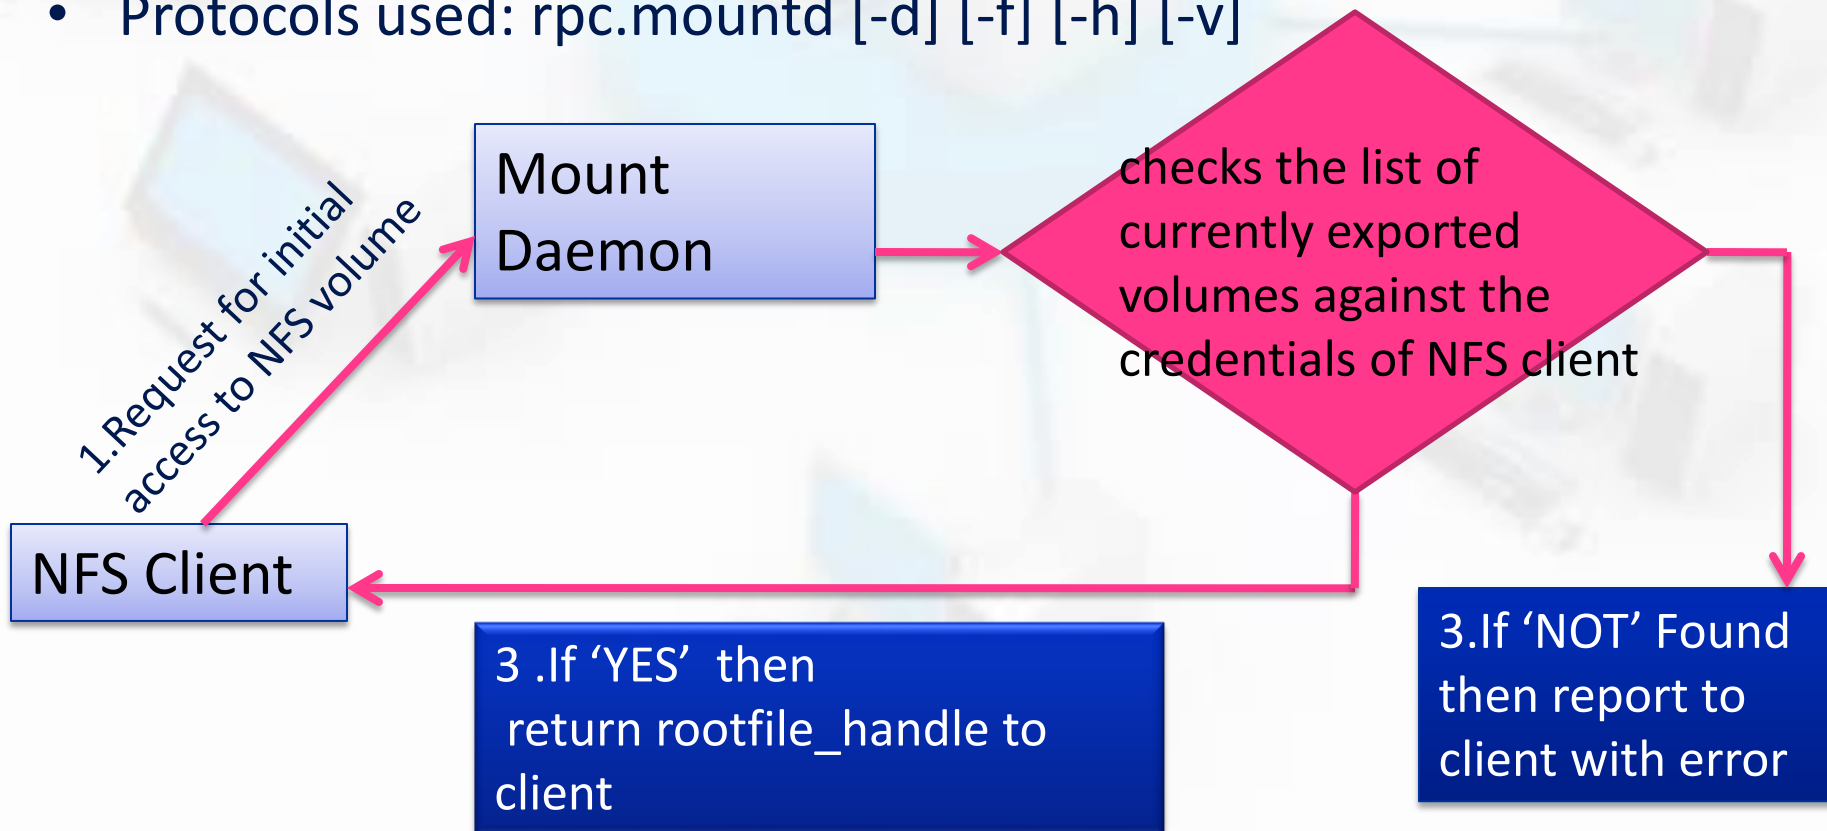 • Protocols used: rpc.mountd [-d] [-f] [-h] [-v]
Mount
Daemon
checks the list of
currently exported
volumes against the
credentials of NFS client
1.Request for initial
access to NFS volume
NFS Client
3 .If ‘YES’ then
return rootfile_handle to
client
3.If ‘NOT’ Found
then report to
client with error